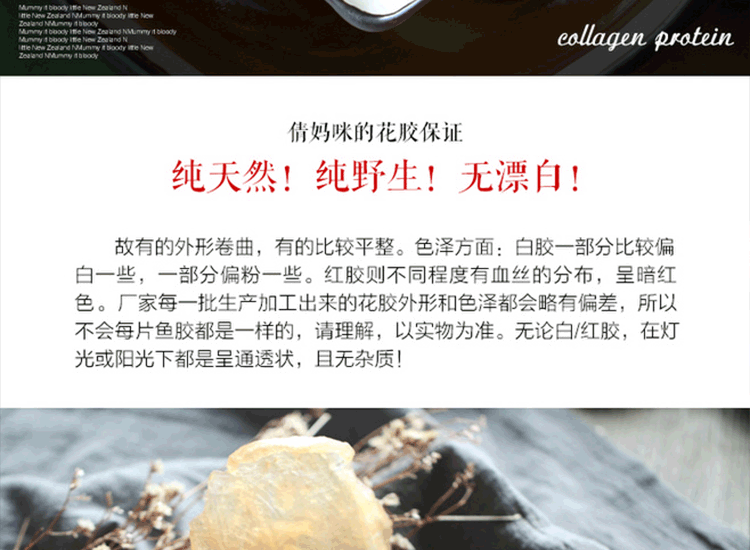 Mummy it bloody little New Zealand N
little New Zealand NMummy it bloody little New
Zealand NMummy it bloody
Mummy it bloody little New Zealand NMummy it bloody
Mummy it bloody little New Zealand N
little New Zealand NMummy it bloody little New
Zealand NMummy it bloody
collagen protein
倩妈咪的花胶保证
纯天然！纯野生！无漂白！
故有的外形卷曲，有的比较平整。色泽方面：白胶一部分比较偏
白一些，一部分偏粉一些。红胶则不同程度有血丝的分布，呈暗红
色。厂家每一批生产加工出来的花胶外形和色泽都会略有偏差，所以
不会每片鱼胶都是一样的，请理解，以实物为准。无论白/红胶，在灯
光或阳光下都是呈通透状，且无杂质！